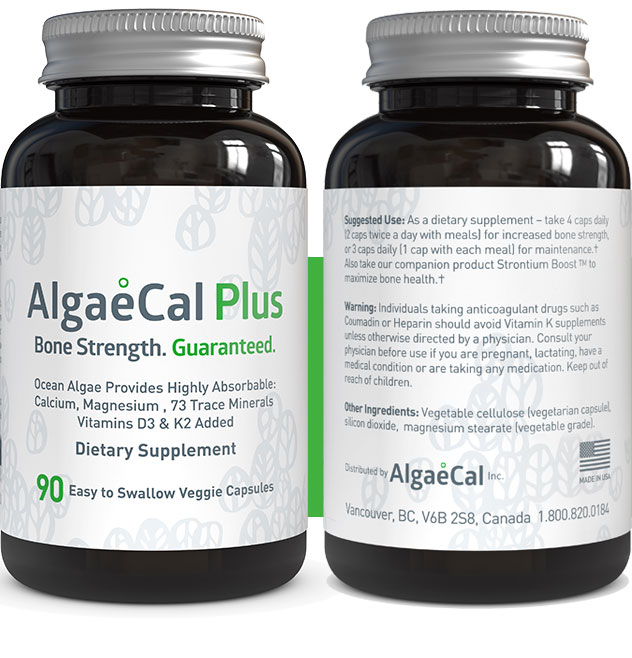 AlgaeCal Plus
Bone Strength. Guaranteed.
Ocean Algae Provides Highly Absorbable:
Calcium, Magnesium , 73 Trace Minerals
Vitamins D3 & K2 Added
Dietary Supplement
90 Easy to Swallow Veggie Capsules
Suggested Use: As a dietary supplement – take 4 caps daily
(2 caps twice a day with meals) for increased bone strength,
or 3 caps daily (1 cap with each meal) for maintenance.†
Also take our companion product Strontium Boost ™ to
maximize bone health.†
Warning: Individuals taking anticoagulant drugs such as
Coumadin or Heparin should avoid Vitamin K supplements
unless otherwise directed by a physician. Consult your
physician before use if you are pregnant, lactating, have a
medical condition or are taking any medication. Keep out of
reach of children.
Other Ingredients: Vegetable cellulose (vegetarian capsule),
silicon dioxide, magnesium stearate (vegetable grade).
Distributed by AlgaeCal Inc.
MADE IN USA
Vancouver, BC, V6B 2S8, Canada 1.800.820.0184